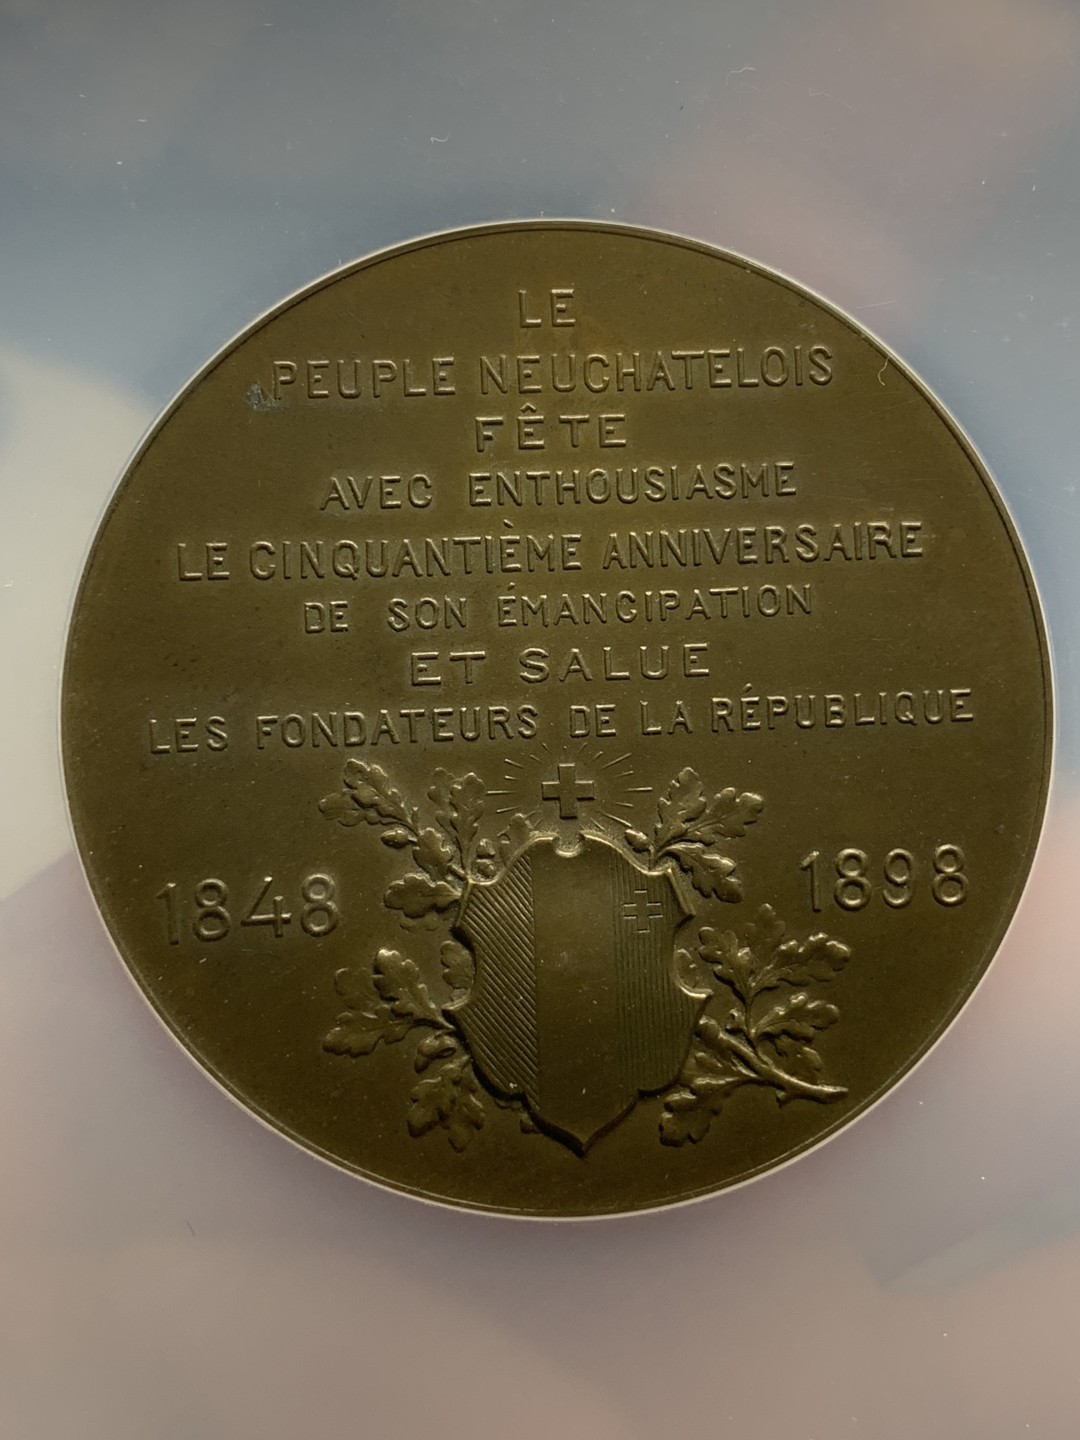 LE
PEUPLE NEUCHATELOIS
FÊTE
AVEC ENTHOUSIASME
LE CINQUANTIÈME ANNIVERSAIRE
DE SON ÉMANCIPATION
ET SALUE
LES FONDATEURS DE LA RÉPUBLIQUE
1848 1898